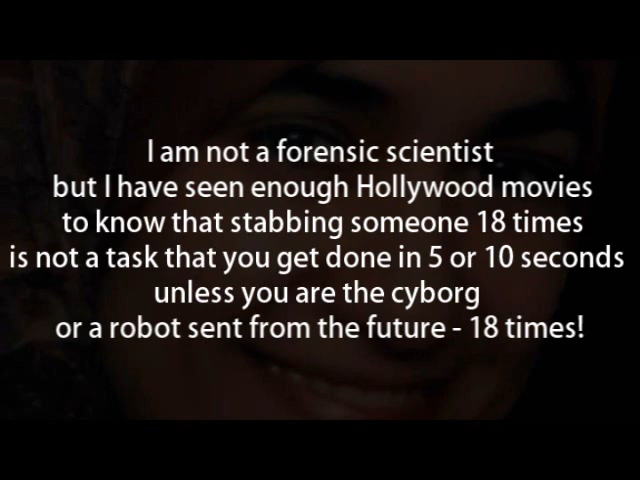 I am not a forensic scientist
but I have seen enough Hollywood movies
to know that stabbing someone 18 times
is not a task that you get done in 5 or 10 seconds
unless you are the cyborg
or a robot sent from the future - 18 times!